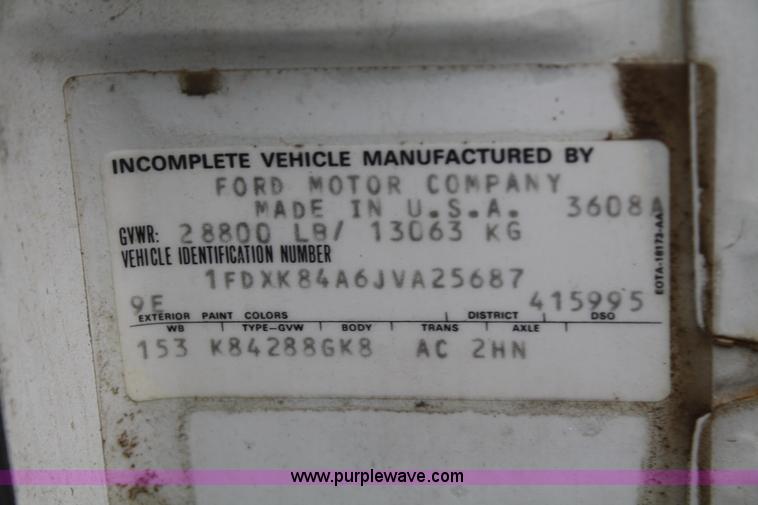 INCOMPLETE VEHICLE MANUFACTURED BY
FORD MOTOR COMPANY
MADE IN U.S.A. 3608A
GVWR: 28800 LB/ 13063 KG
VEHICLE IDENTIFICATION NUMBER
1FDXK84A6JVA25687
9E 415995
EXTERIOR PAINT COLORS DISTRICT DSO
WB TYPE-GVW BODY TRANS AXLE
153 K84288GK8 AC 2HN
EOTA-18173-AA
www.purplewave.com